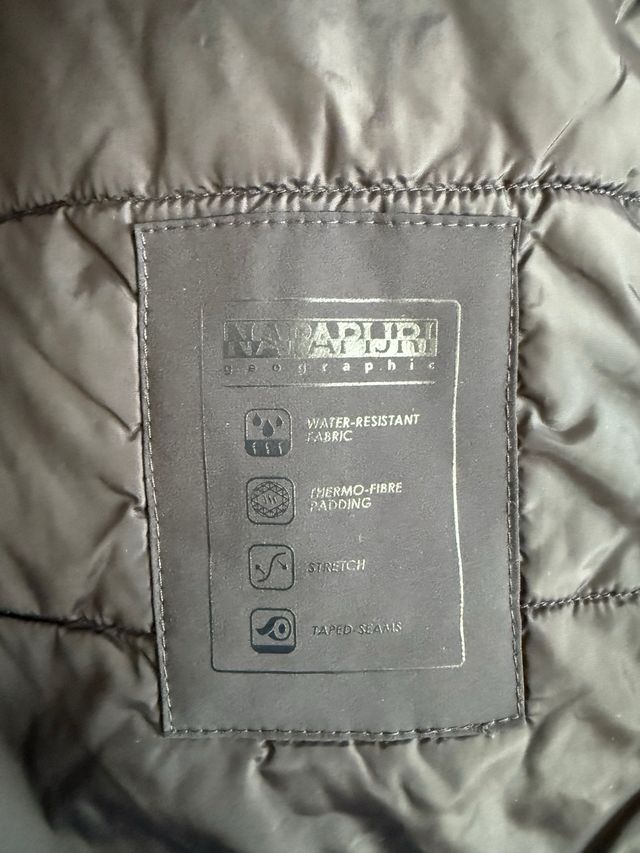 NAPAPIJRI
geographic
WATER-RESISTANT
FABRIC
THERMO-FIBRE
PADDING
STRETCH
TAPED SEAMS